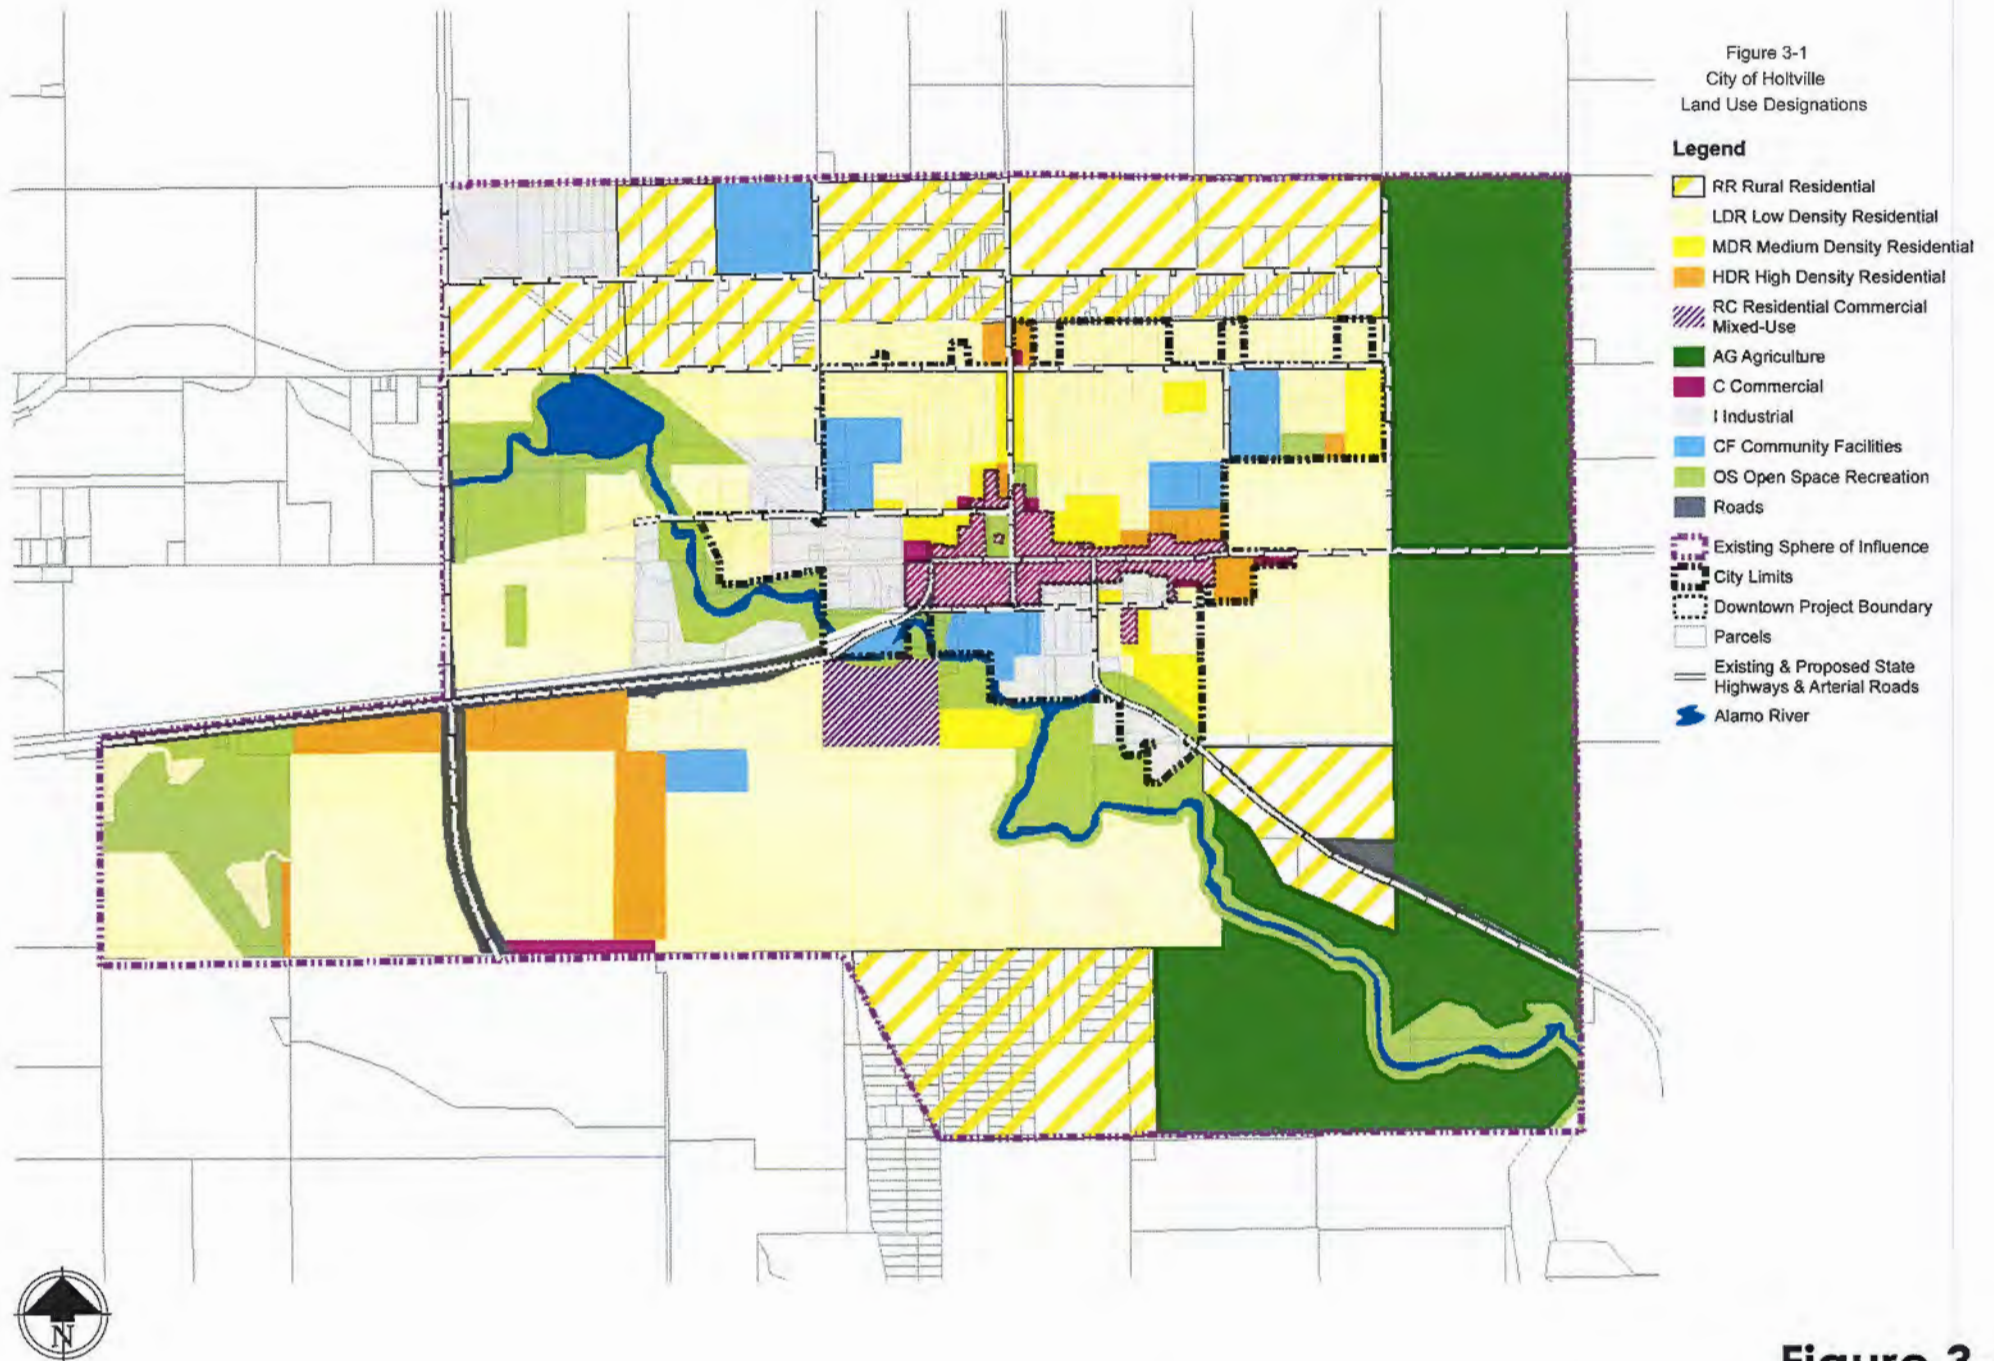 Figure 3-1
City of Holtville
Land Use Designations
Legend
RR Rural Residential
LDR Low Density Residential
MDR Medium Density Residential
HDR High Density Residential
RC Residential Commercial
Mixed-Use
AG Agriculture
C Commercial
I Industrial
CF Community Facilities
OS Open Space Recreation
Roads
Existing Sphere of Influence
City Limits
Downtown Project Boundary
Parcels
Existing & Proposed State
Highways & Arterial Roads
Alamo River
N
Figure 3